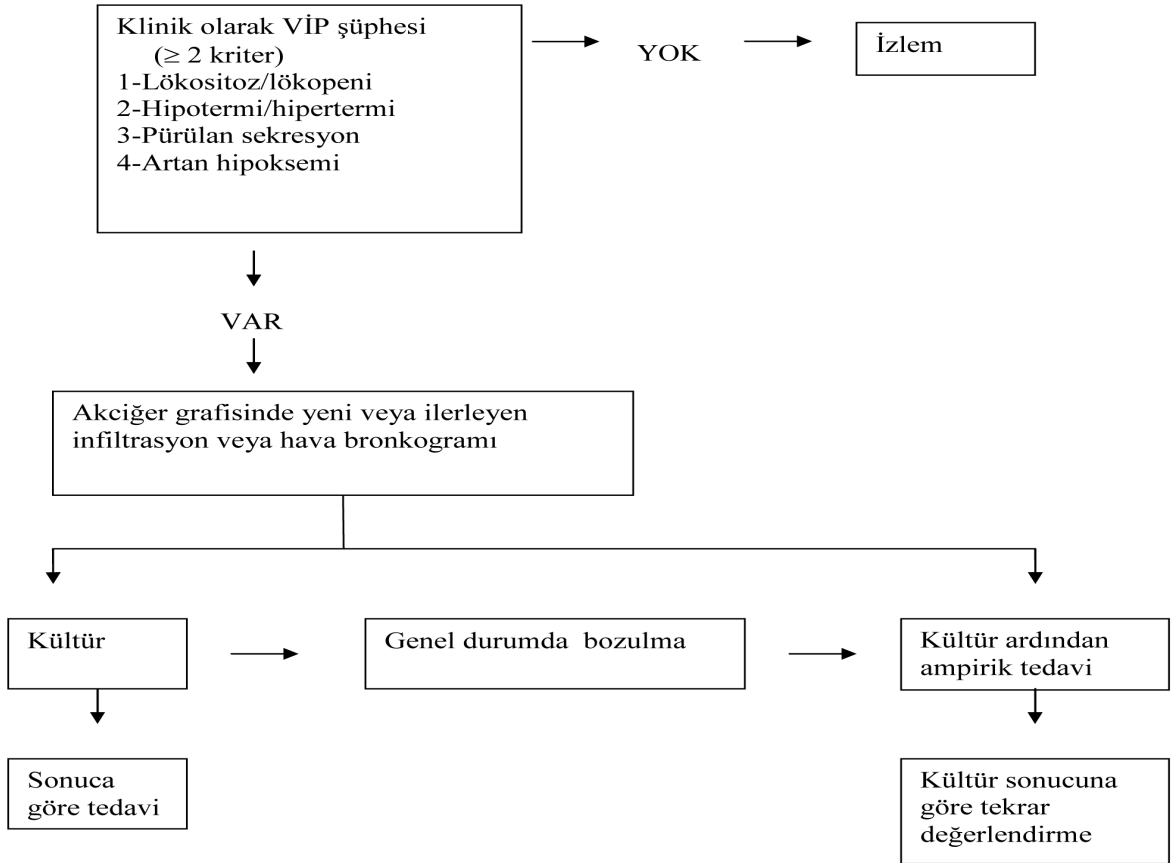 Klinik olarak VİP şüphesi
(≥ 2 kriter)
1-Lökositoz/lökopeni
2-Hipotermi/hipertermi
3-Pürülan sekresyon
4-Artan hipoksemi
YOK
İzlem
VAR
Akciğer grafisinde yeni veya ilerleyen
infiltrasyon veya hava bronkogramı
Kültür
Genel durumda bozulma
Kültür ardından
ampirik tedavi
Sonuca
göre tedavi
Kültür sonucuna
göre tekrar
değerlendirme